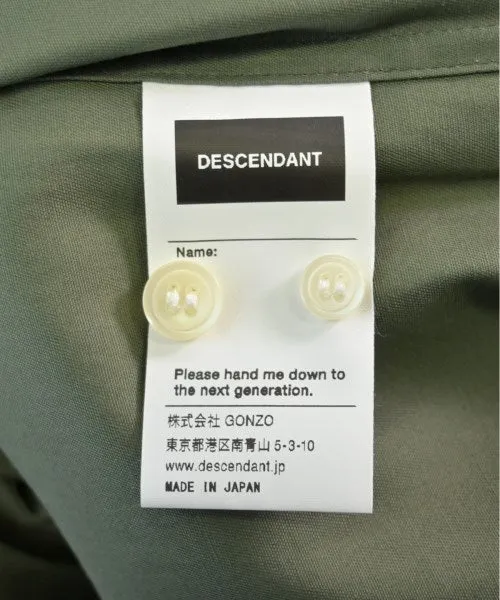 DESCENDANT
Name:
Please hand me down to
the next generation.
株式会社 GONZO
東京都港区南青山 5-3-10
www.descendant.jp
MADE IN JAPAN